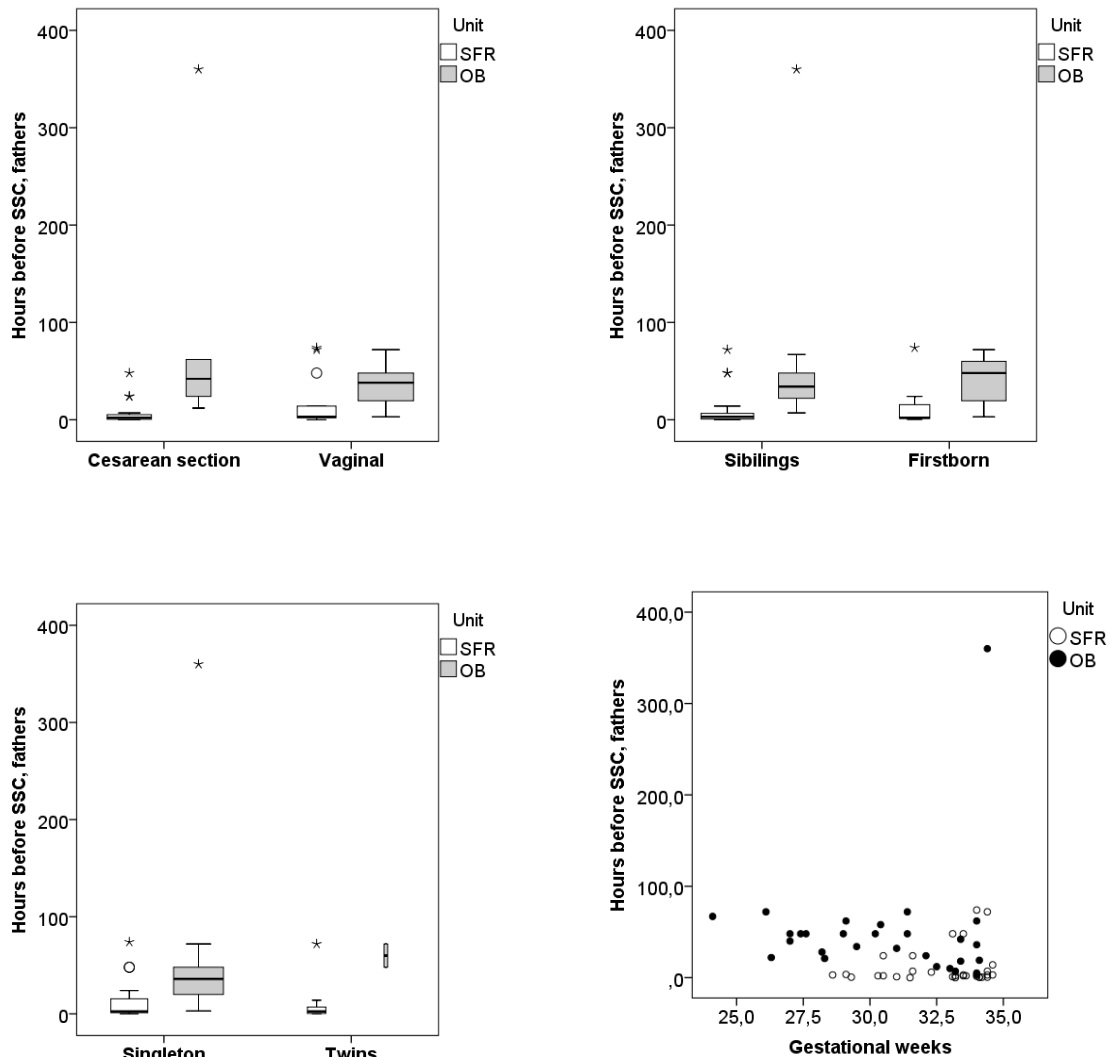 Unit
SFR
OB
400
300
200
100
0
Hours before SSC, fathers
Cesarean section
Vaginal
Unit
SFR
OB
400
300
200
100
0
Hours before SSC, fathers
Sibilings
Firstborn
Unit
SFR
OB
400
300
200
100
0
Hours before SSC, fathers
Singleton
Twins
Unit
SFR
OB
400,0
300,0
200,0
100,0
,0
Hours before SSC, fathers
25,0
27,5
30,0
32,5
35,0
Gestational weeks